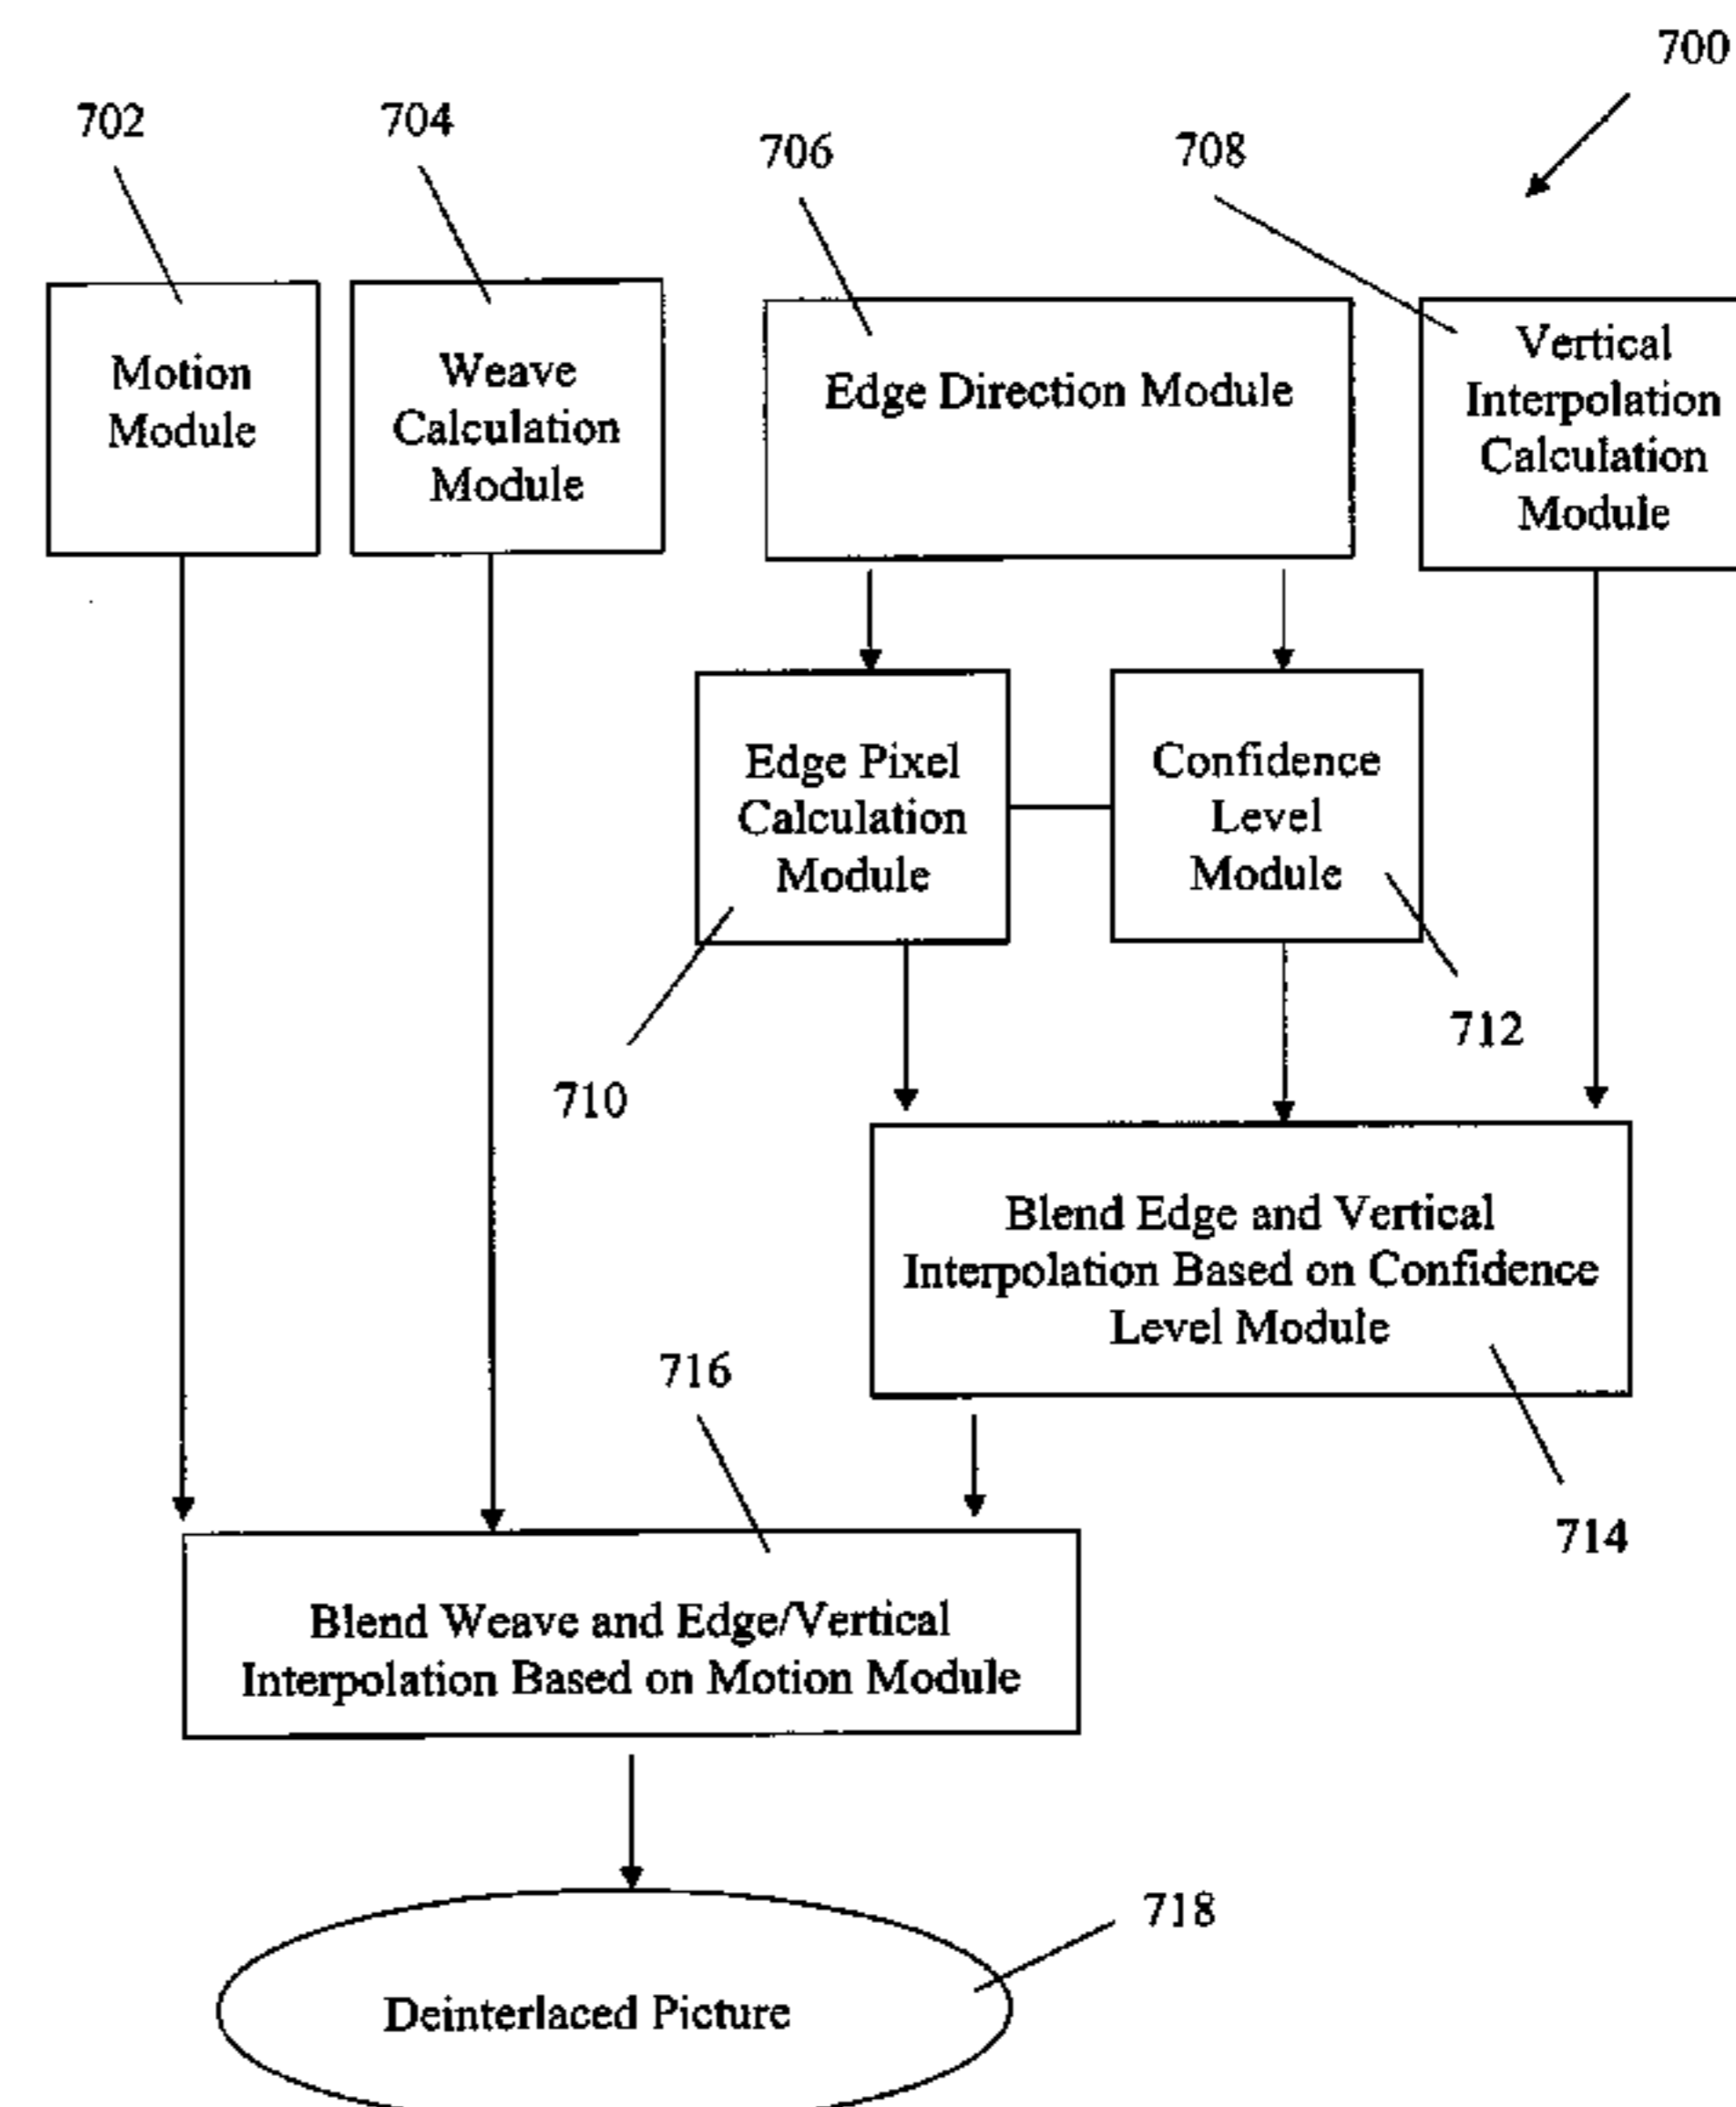 700
702
704
706
708
Motion
Module
Weave
Calculation
Module
Edge Direction Module
Vertical
Interpolation
Calculation
Module
Edge Pixel
Calculation
Module
Confidence
Level
Module
710
712
Blend Edge and Vertical
Interpolation Based on Confidence
Level Module
714
716
Blend Weave and Edge/Vertical
Interpolation Based on Motion Module
718
Deinterlaced Picture